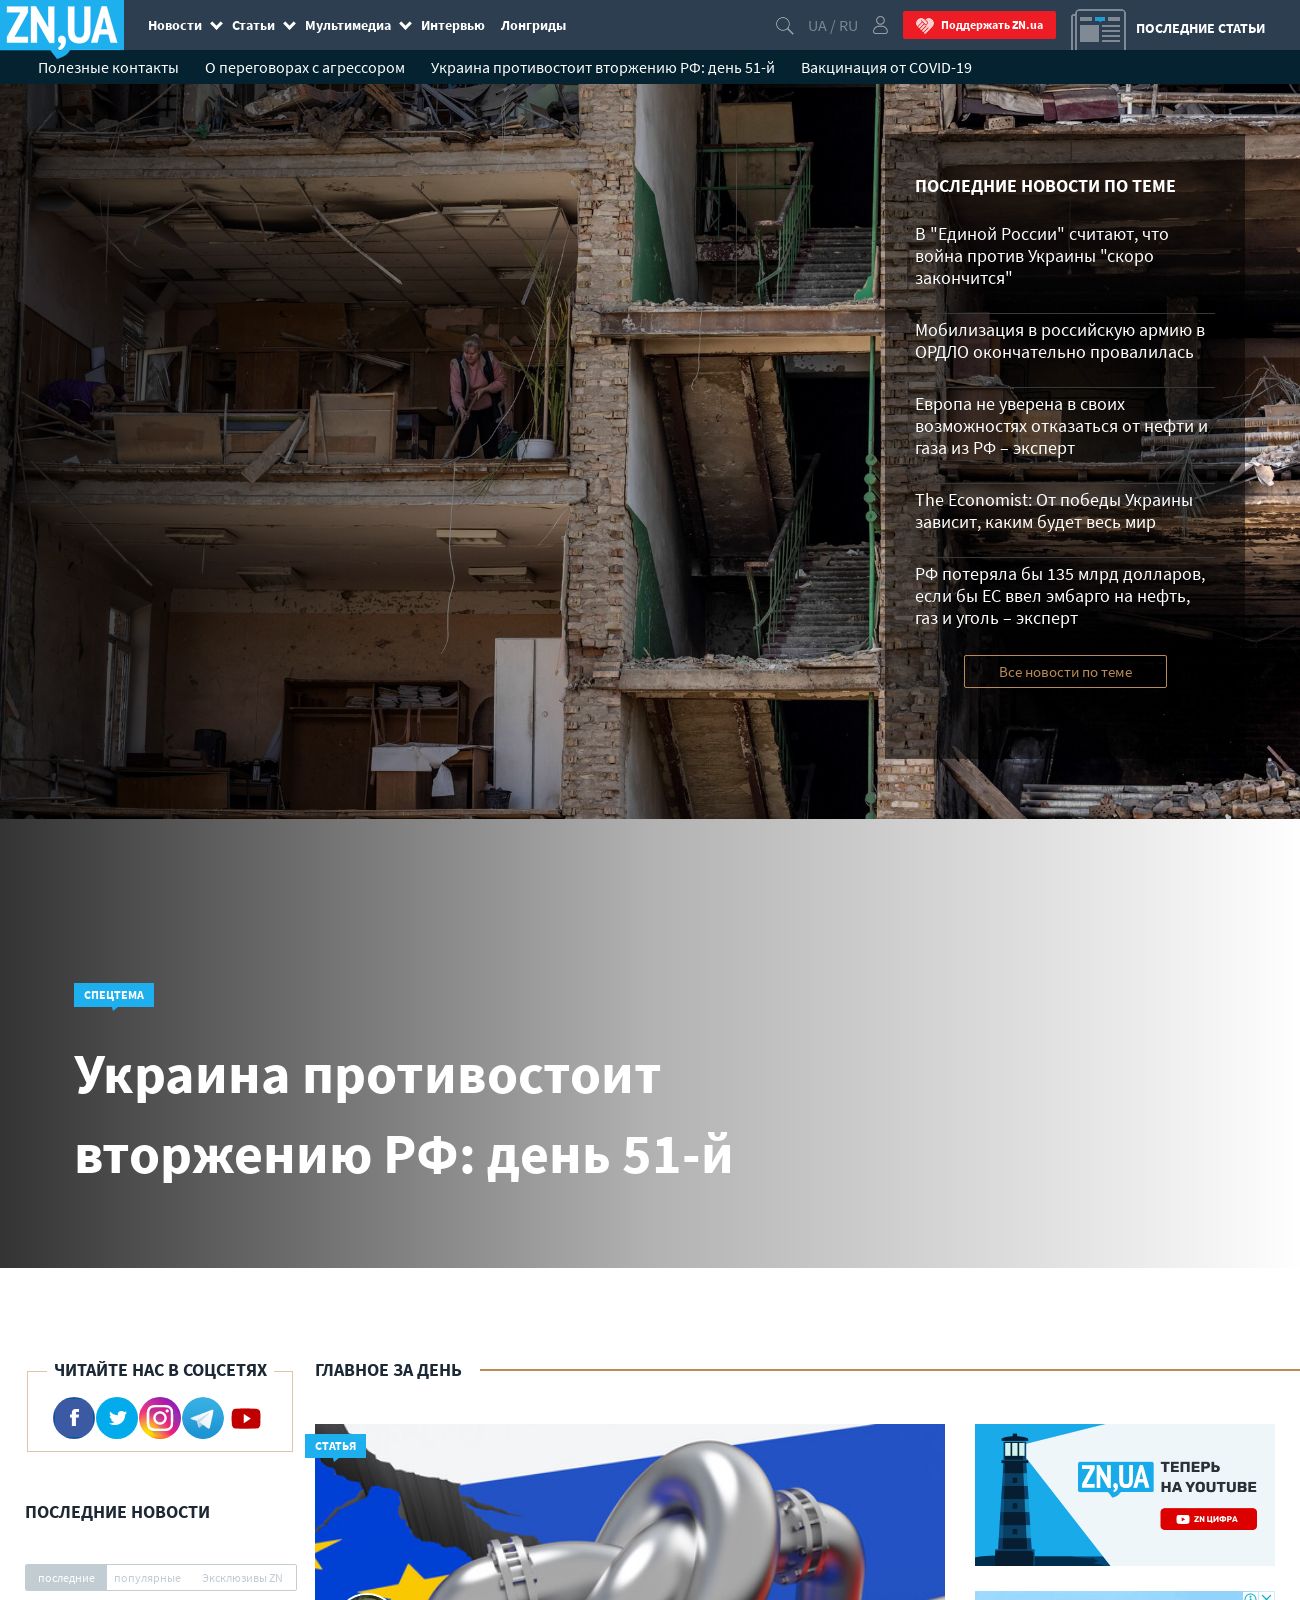 ZN,UA
Новости Статьи Мультимедиа Интервью Лонгриды
UA / RU
Поддержать ZN.ua
ПОСЛЕДНИЕ СТАТЬИ
Полезные контакты О переговорах с агрессором Украина противостоит вторжению РФ: день 51-й Вакцинация от COVID-19
ПОСЛЕДНИЕ НОВОСТИ ПО ТЕМЕ
В "Единой России" считают, что
война против Украины "скоро
закончится"
Мобилизация в российскую армию в
ОРДЛО окончательно провалилась
Европа не уверена в своих
возможностях отказаться от нефти и
газа из РФ – эксперт
The Economist: От победы Украины
зависит, каким будет весь мир
РФ потеряла бы 135 млрд долларов,
если бы ЕС ввел эмбарго на нефть,
газ и уголь – эксперт
Все новости по теме
СПЕЦТЕМА
Украина противостоит
вторжению РФ: день 51-й
ЧИТАЙТЕ НАС В СОЦСЕТЯХ
ПОСЛЕДНИЕ НОВОСТИ
последние популярные Эксклюзивы ZN
ГЛАВНОЕ ЗА ДЕНЬ
СТАТЬЯ
ZN,UA
ТЕПЕРЬ
НА YOUTUBE
ZN ЦИФРА